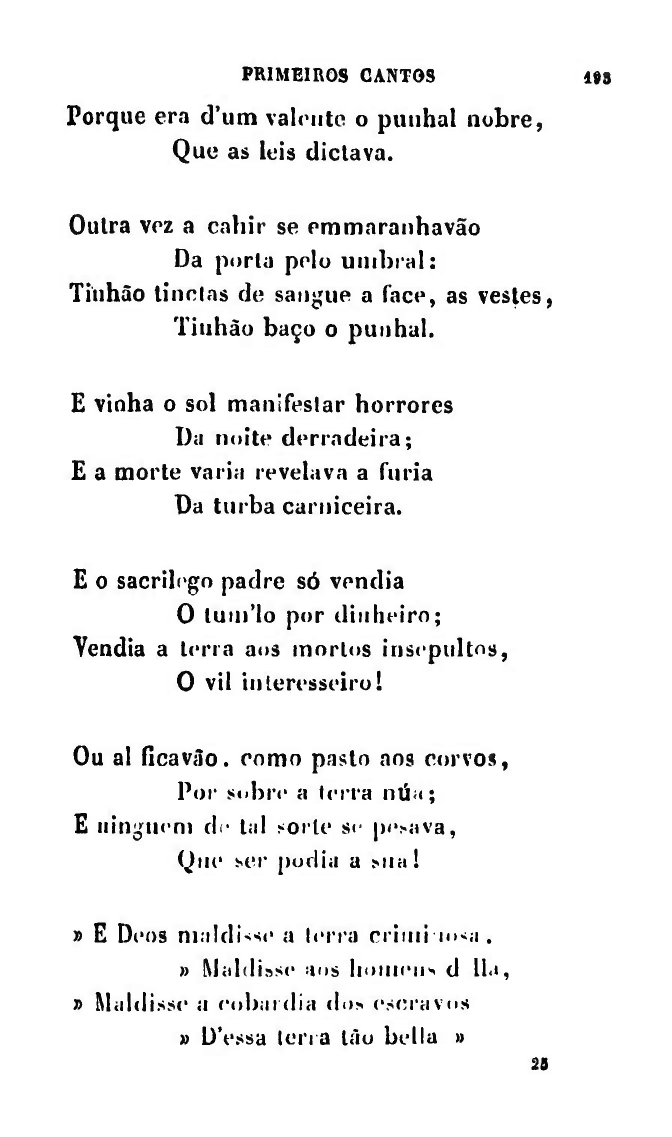 PRIMEIROS CANTOS 193
Porque era d'um valente o punhal nobre,
Que as leis dictava.
Outra vez a cahir se emmaranhavão
Da porta pelo umbral:
Tinhão tinctas de sangue a face, as vestes,
Tinhão baço o punhal.
E vinha o sol manifestar horrores
Da noite derradeira;
E a morte varia revelava a furia
Da turba carniceira.
E o sacrilego padre só vendia
O tum'lo por dinheiro;
Vendia a terra aos mortos insepultos,
O vil interesseiro!
Ou al ficavão. como pasto aos corvos,
Por sobre a terra núa;
E ninguem de tal sorte se pesava,
Que ser podia a sua!
» E Deos maldisse a terra criminosa.
» Maldisse aos homens d lla,
» Maldisse a cobardia dos escravos
» D'essa terra tão bella »
25